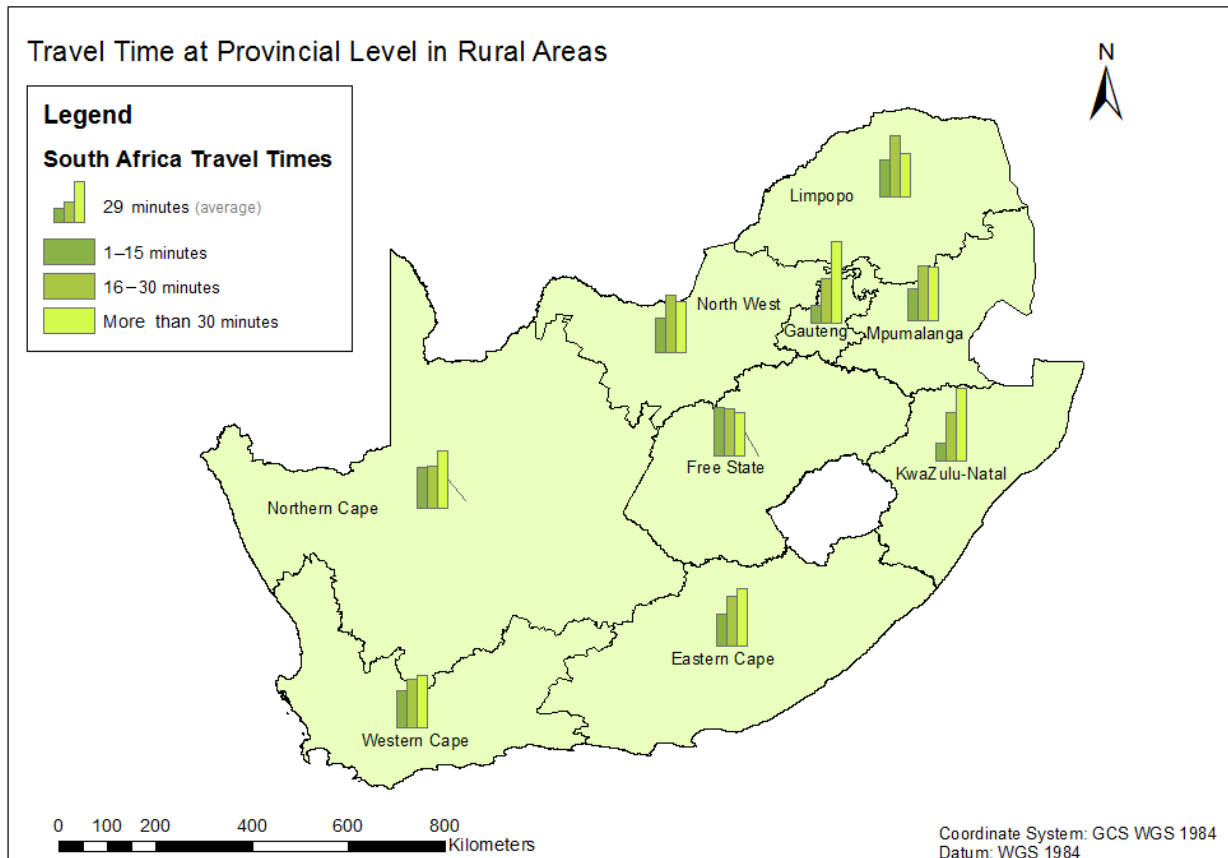 Travel Time at Provincial Level in Rural Areas
N
Legend
South Africa Travel Times
29 minutes (average)
1–15 minutes
16–30 minutes
More than 30 minutes
Limpopo
North West
Gauteng
Mpumalanga
Free State
KwaZulu-Natal
Northern Cape
Eastern Cape
Western Cape
0 100 200 400 600 800
Kilometers
Coordinate System: GCS WGS 1984
Datum: WGS 1984